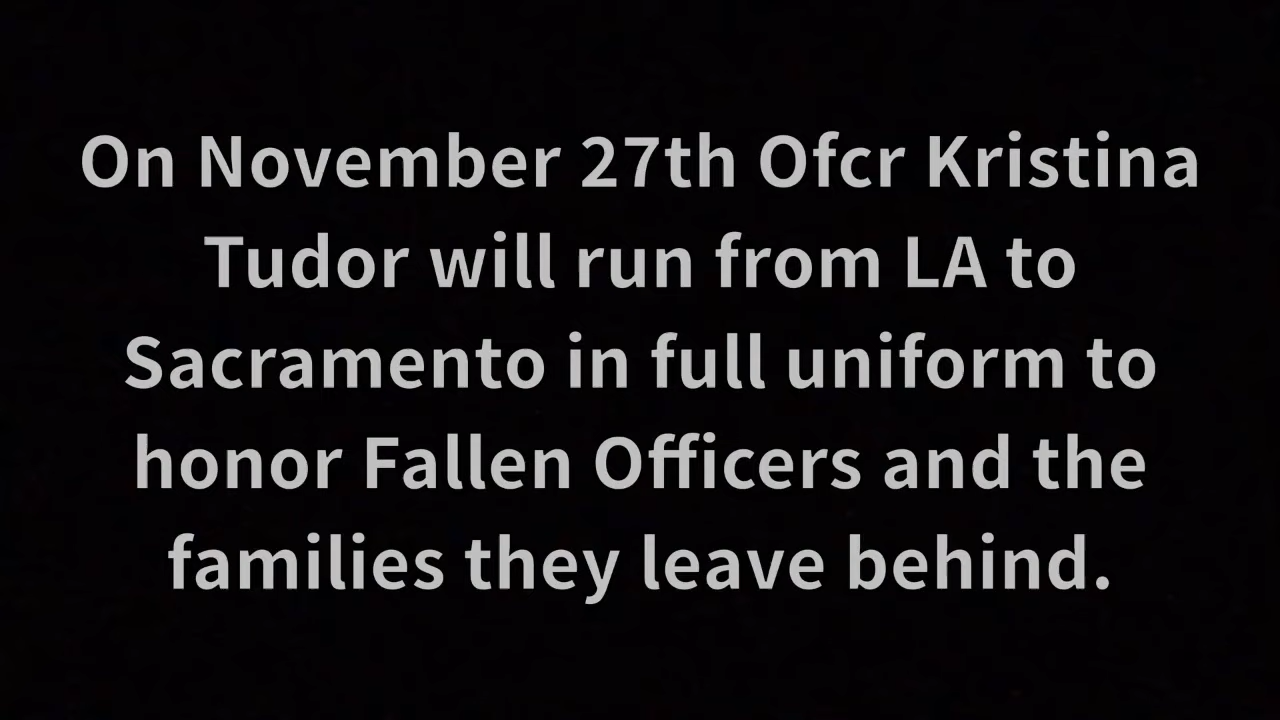 On November 27th Ofcr Kristina
Tudor will run from LA to
Sacramento in full uniform to
honor Fallen Officers and the
families they leave behind.